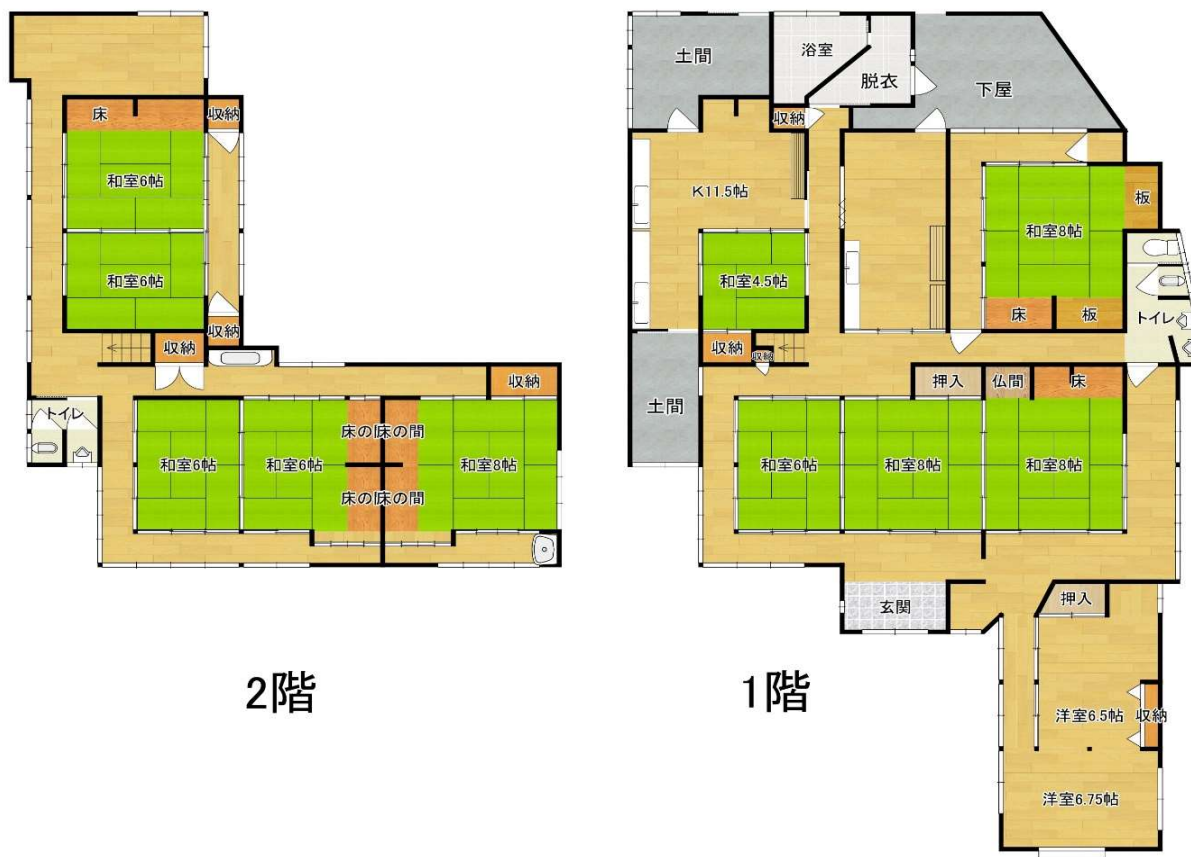 床
収納
和室6帖
和室6帖
収納
収納
収納
トイレ
和室6帖
和室6帖
床の間
床の間
和室8帖
床の間
床の間
2階
土間
浴室
脱衣
下屋
収納
K11.5帖
和室8帖
板
和室4.5帖
床
板
トイレ
収納
収納
土間
押入
仏間
床
和室6帖
和室8帖
和室8帖
玄関
押入
1階
洋室6.5帖
収納
洋室6.75帖